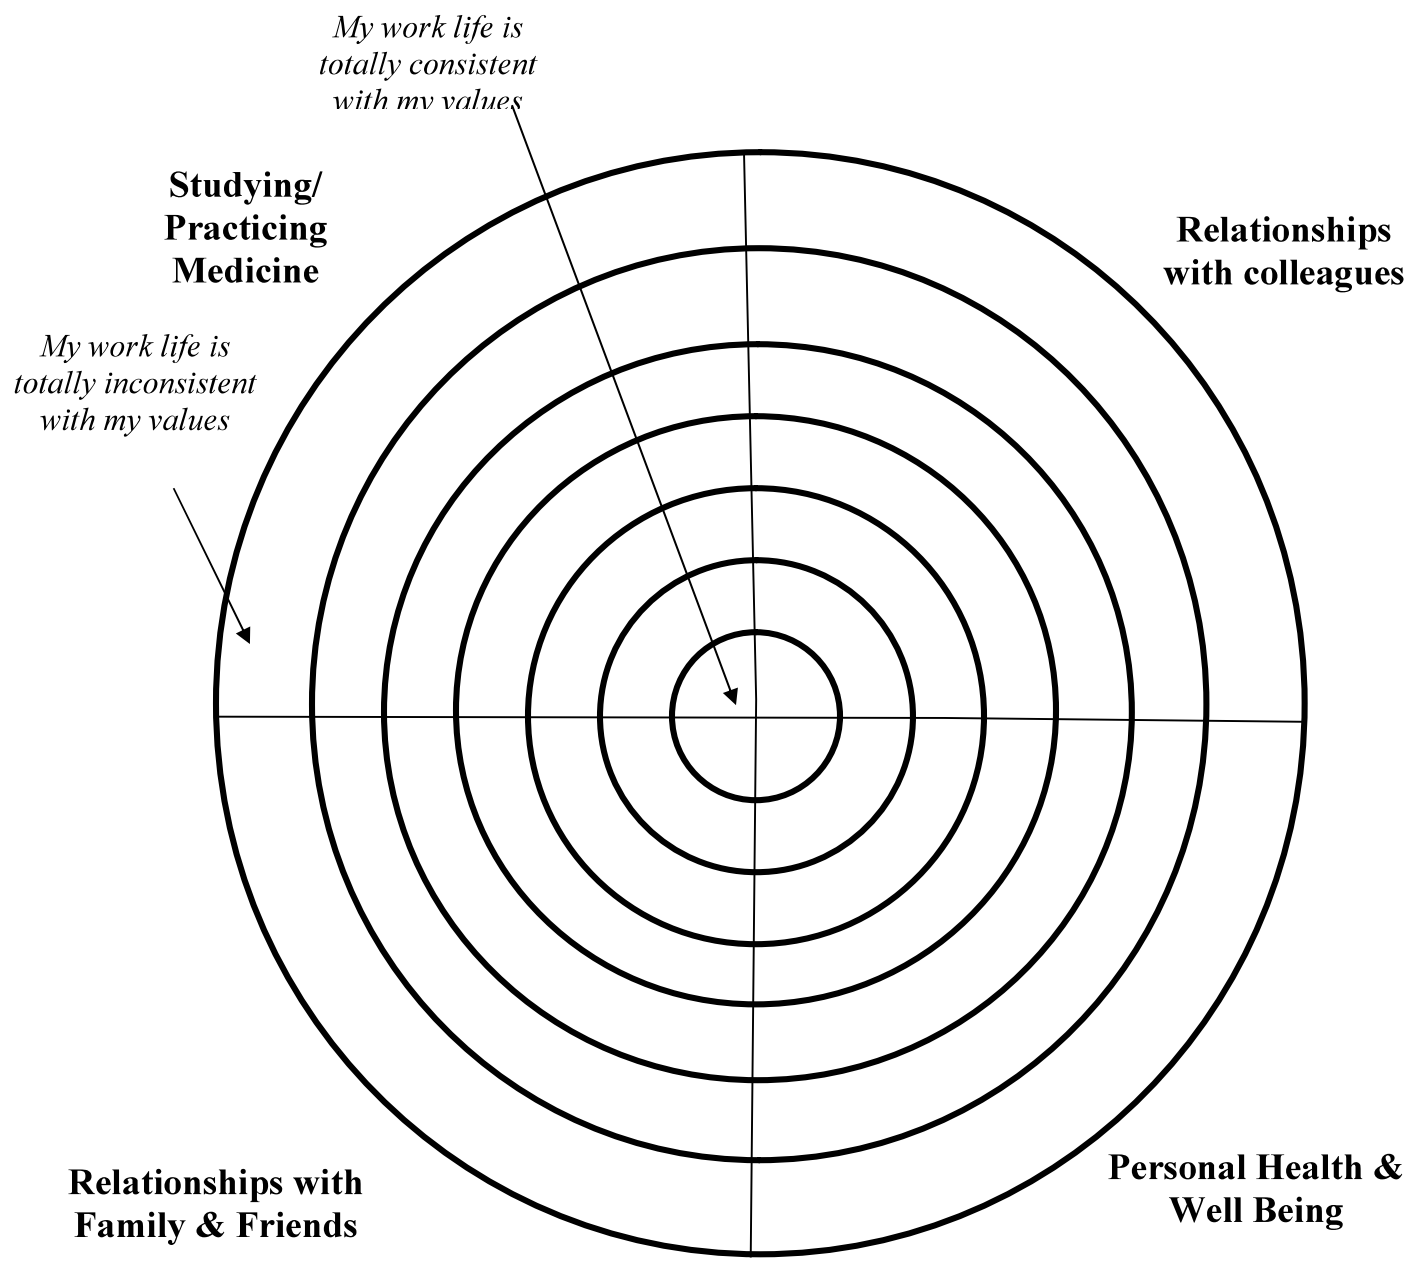 My work life is
totally consistent
with my values
Studying/
Practicing
Medicine
Relationships
with colleagues
My work life is
totally inconsistent
with my values
Relationships with
Family & Friends
Personal Health &
Well Being